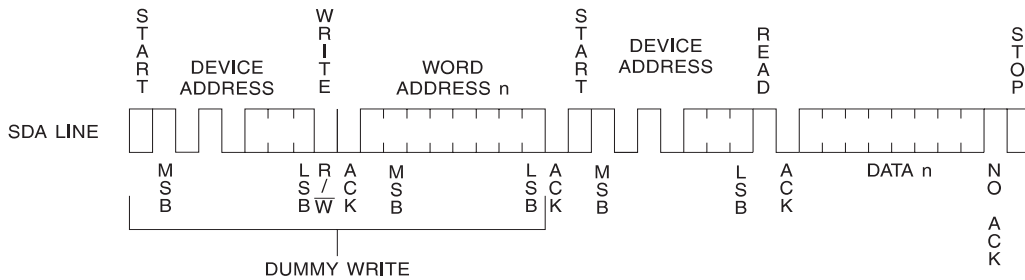 START
WRITE
START
READ
STOP
DEVICE
ADDRESS
WORD
ADDRESS n
DEVICE
ADDRESS
SDA LINE
MSB
LSB
R/W
ACK
MSB
LSB
ACK
MSB
LSB
ACK
DATA n
NO ACK
DUMMY WRITE